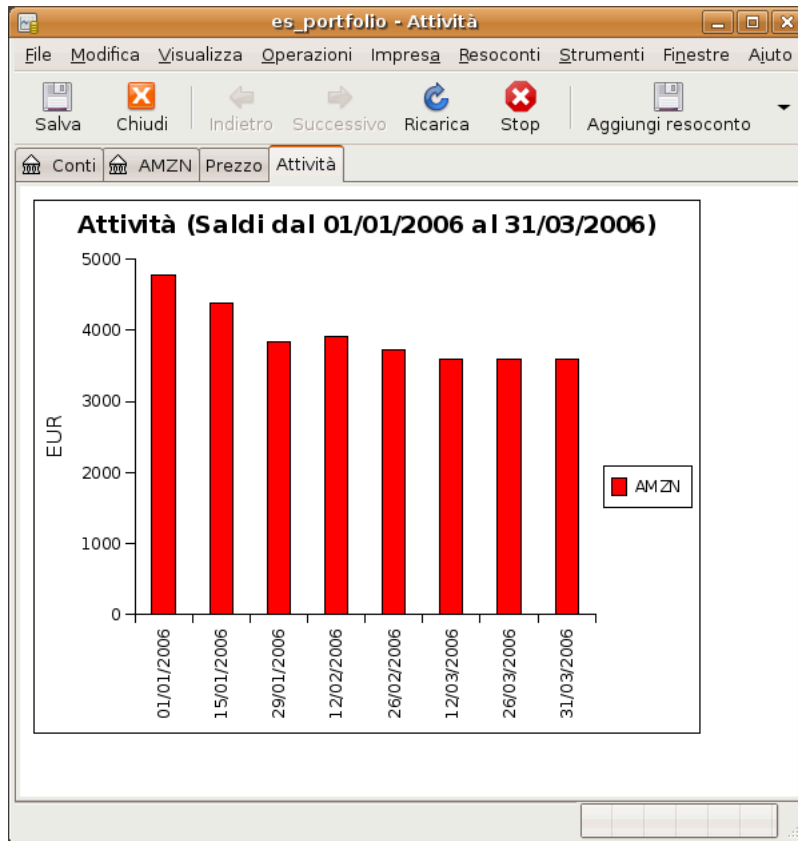 es_portfolio - Attività
File Modifica Visualizza Operazioni Impresa Resoconti Strumenti Finestre Aiuto
Salva Chiudi Indietro Successivo Ricarica Stop Aggiungi resoconto
Conti AMZN Prezzo Attività
Attività (Saldi dal 01/01/2006 al 31/03/2006)
5000
4000
3000
2000
1000
0
EUR
AMZN
01/01/2006
15/01/2006
29/01/2006
12/02/2006
26/02/2006
12/03/2006
26/03/2006
31/03/2006